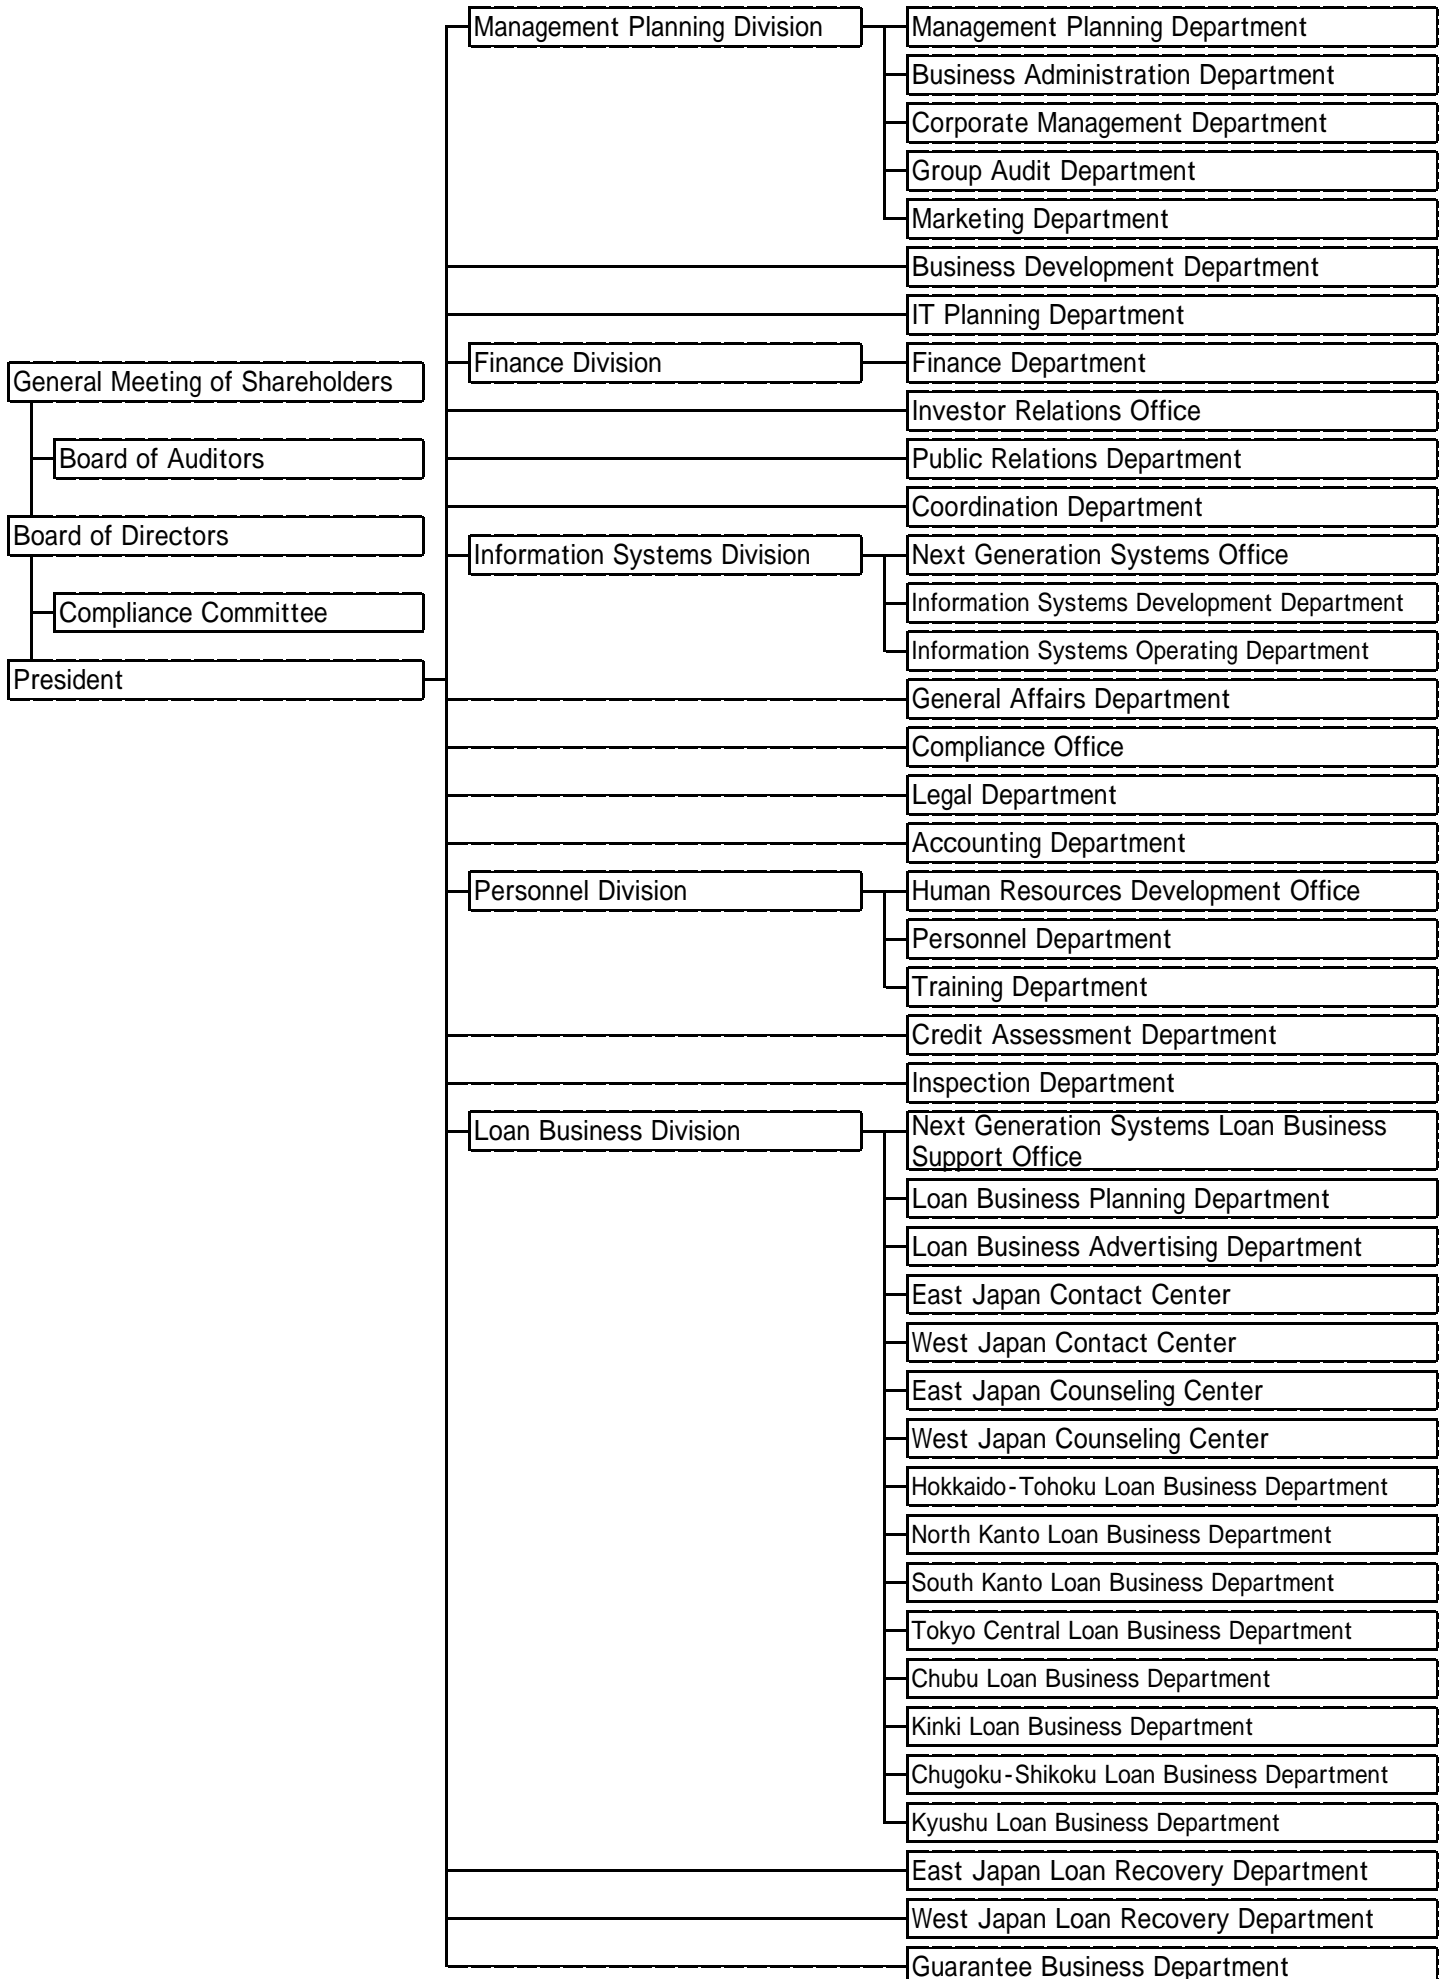 General Meeting of Shareholders
Board of Auditors
Board of Directors
Compliance Committee
President
Management Planning Division
Management Planning Department
Business Administration Department
Corporate Management Department
Group Audit Department
Marketing Department
Business Development Department
IT Planning Department
Finance Division
Finance Department
Investor Relations Office
Public Relations Department
Coordination Department
Information Systems Division
Next Generation Systems Office
Information Systems Development Department
Information Systems Operating Department
General Affairs Department
Compliance Office
Legal Department
Accounting Department
Personnel Division
Human Resources Development Office
Personnel Department
Training Department
Credit Assessment Department
Inspection Department
Loan Business Division
Next Generation Systems Loan Business
Support Office
Loan Business Planning Department
Loan Business Advertising Department
East Japan Contact Center
West Japan Contact Center
East Japan Counseling Center
West Japan Counseling Center
Hokkaido-Tohoku Loan Business Department
North Kanto Loan Business Department
South Kanto Loan Business Department
Tokyo Central Loan Business Department
Chubu Loan Business Department
Kinki Loan Business Department
Chugoku-Shikoku Loan Business Department
Kyushu Loan Business Department
East Japan Loan Recovery Department
West Japan Loan Recovery Department
Guarantee Business Department